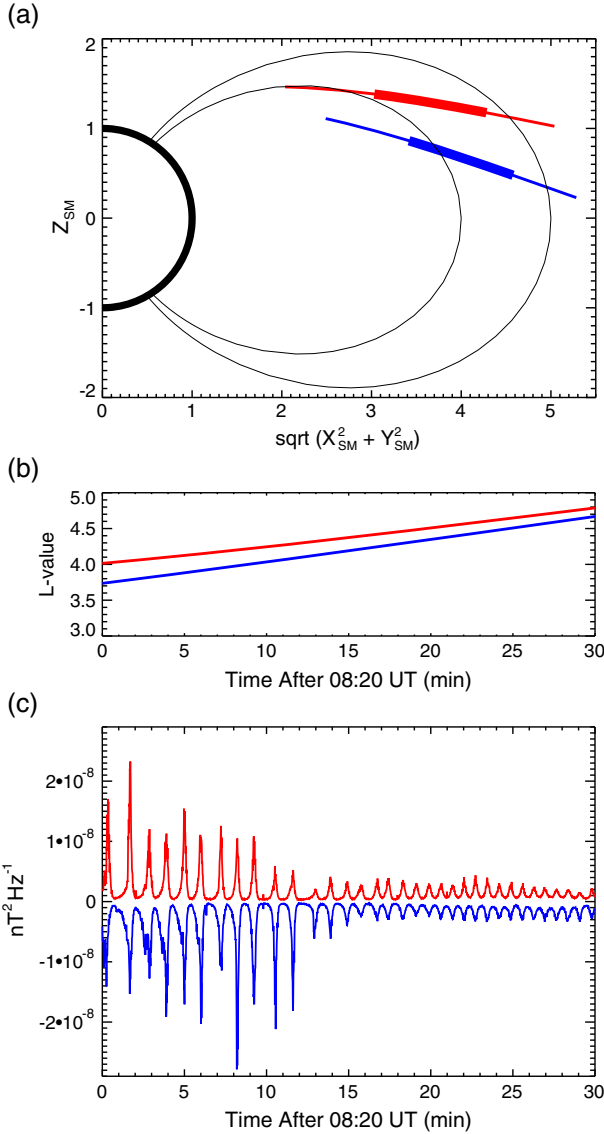 (a)
2
1
0
-1
-2
Z_SM
0 1 2 3 4 5
sqrt (X²_SM + Y²_SM)
(b)
5.0
4.5
4.0
3.5
3.0
L-value
0 5 10 15 20 25 30
Time After 08:20 UT (min)
(c)
2•10⁻⁸
1•10⁻⁸
0
-1•10⁻⁸
-2•10⁻⁸
nT² Hz⁻¹
0 5 10 15 20 25 30
Time After 08:20 UT (min)